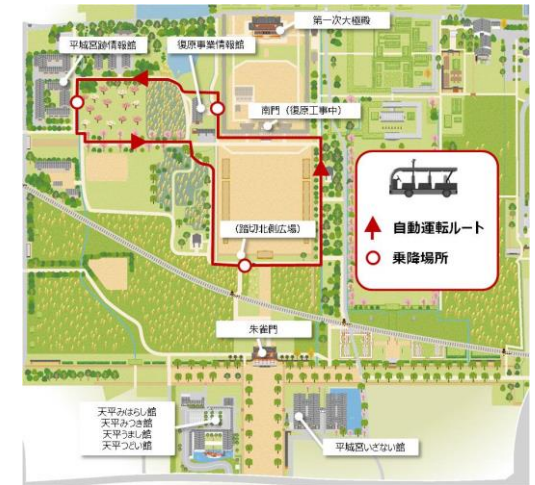 第一次大極殿
平城宮跡情報館
復原事業情報館
南門（復原工事中）
自動運転ルート
乗降場所
（踏切北側広場）
朱雀門
天平みはらし館
天平みつき館
天平うまし館
天平つどい館
平城宮いざない館